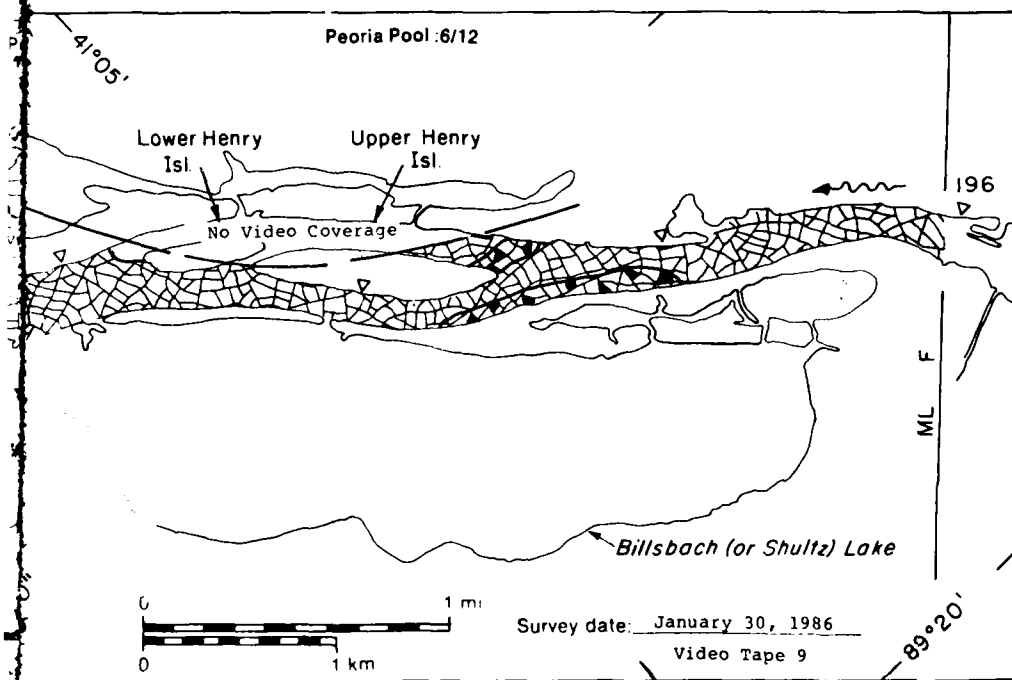 Peoria Pool :6/12
41°05'
Lower Henry
Isl.
Upper Henry
Isl.
196
No Video Coverage
ML F
Billsbach (or Shultz) Lake
0 1 mi
0 1 km
Survey date: January 30, 1986
Video Tape 9
89°20'